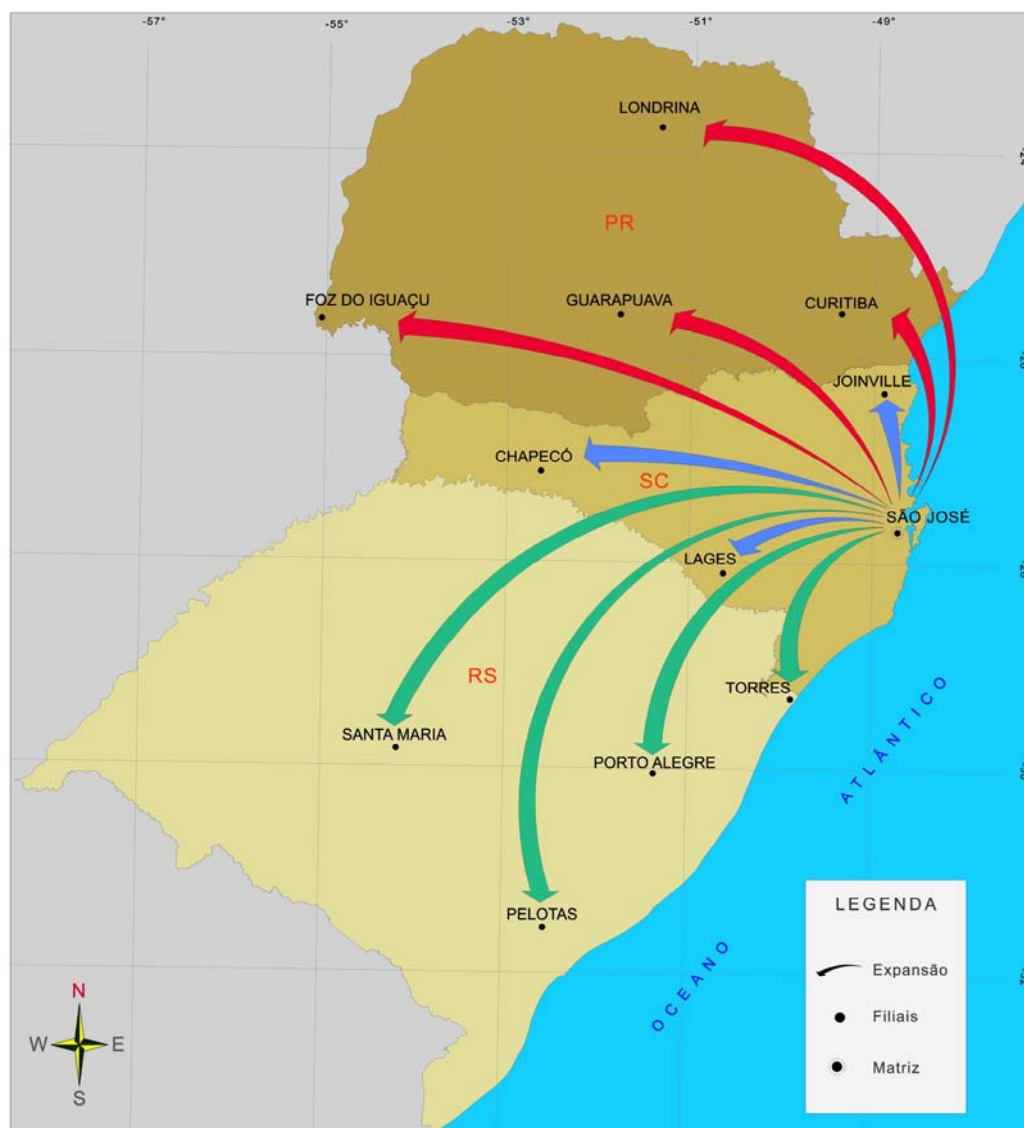 -57°
-55°
-53°
-51°
-49°
LONDRINA
PR
FOZ DO IGUAÇU
GUARAPUAVA
CURITIBA
JOINVILLE
CHAPECÓ
SC
SÃO JOSÉ
LAGES
RS
TORRES
SANTA MARIA
PORTO ALEGRE
PELOTAS
OCEANO
ATLÂNTICO
LEGENDA
Expansão
Filiais
Matriz
N
W
E
S